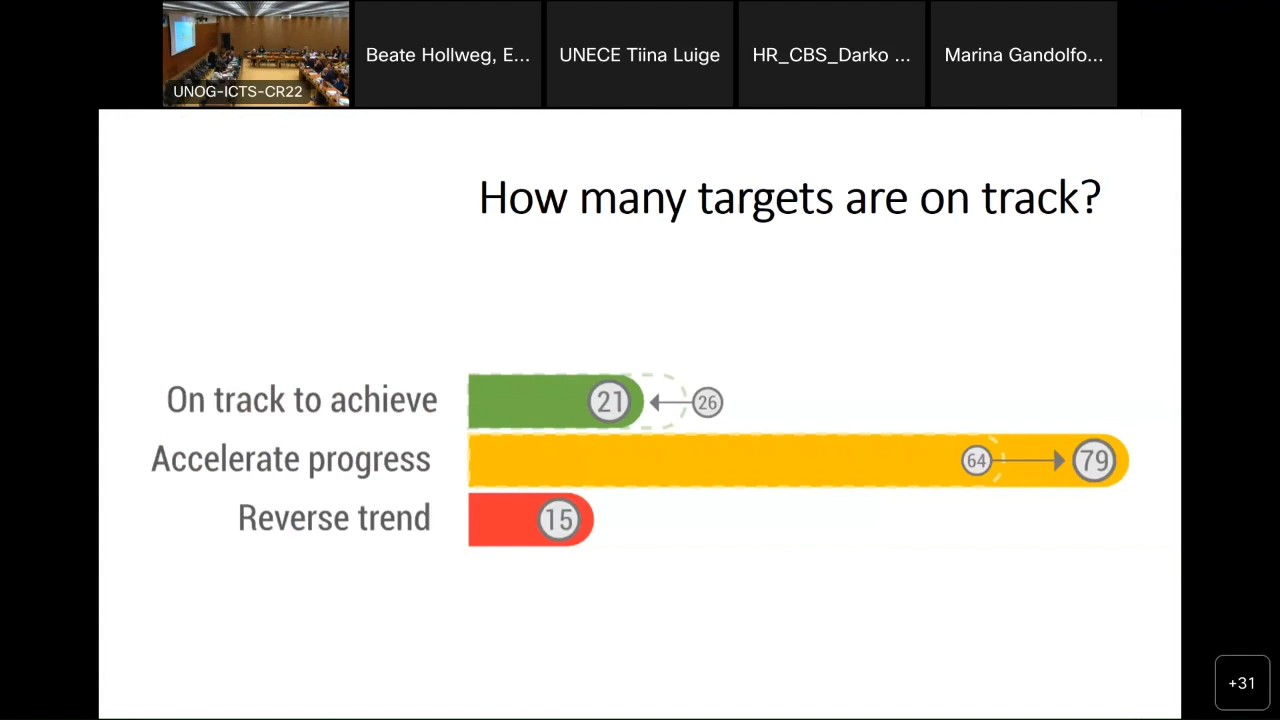 Beate Hollweg, E...
UNECE Tiina Luige
HR_CBS_Darko ...
Marina Gandolfo...
UNOG-ICTS-CR22
How many targets are on track?
On track to achieve
21
26
Accelerate progress
64
79
Reverse trend
15
+31